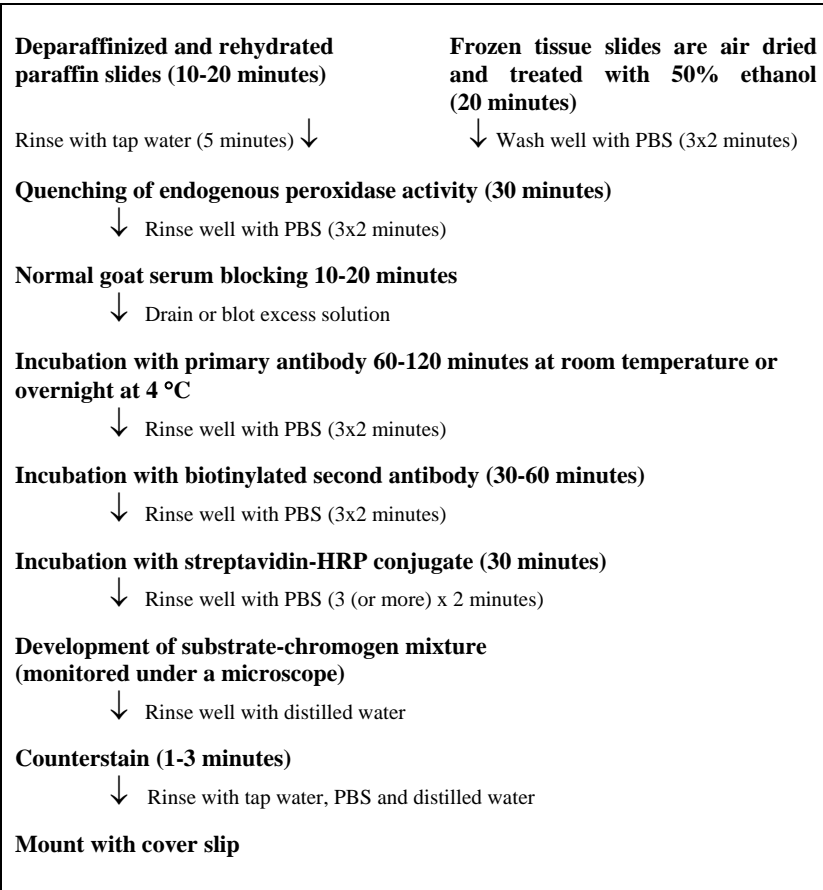 Deparaffinized and rehydrated
paraffin slides (10-20 minutes)
Frozen tissue slides are air dried
and treated with 50% ethanol
(20 minutes)
Rinse with tap water (5 minutes) ↓
↓ Wash well with PBS (3x2 minutes)
Quenching of endogenous peroxidase activity (30 minutes)
↓ Rinse well with PBS (3x2 minutes)
Normal goat serum blocking 10-20 minutes
↓ Drain or blot excess solution
Incubation with primary antibody 60-120 minutes at room temperature or
overnight at 4 °C
↓ Rinse well with PBS (3x2 minutes)
Incubation with biotinylated second antibody (30-60 minutes)
↓ Rinse well with PBS (3x2 minutes)
Incubation with streptavidin-HRP conjugate (30 minutes)
↓ Rinse well with PBS (3 (or more) x 2 minutes)
Development of substrate-chromogen mixture
(monitored under a microscope)
↓ Rinse well with distilled water
Counterstain (1-3 minutes)
↓ Rinse with tap water, PBS and distilled water
Mount with cover slip